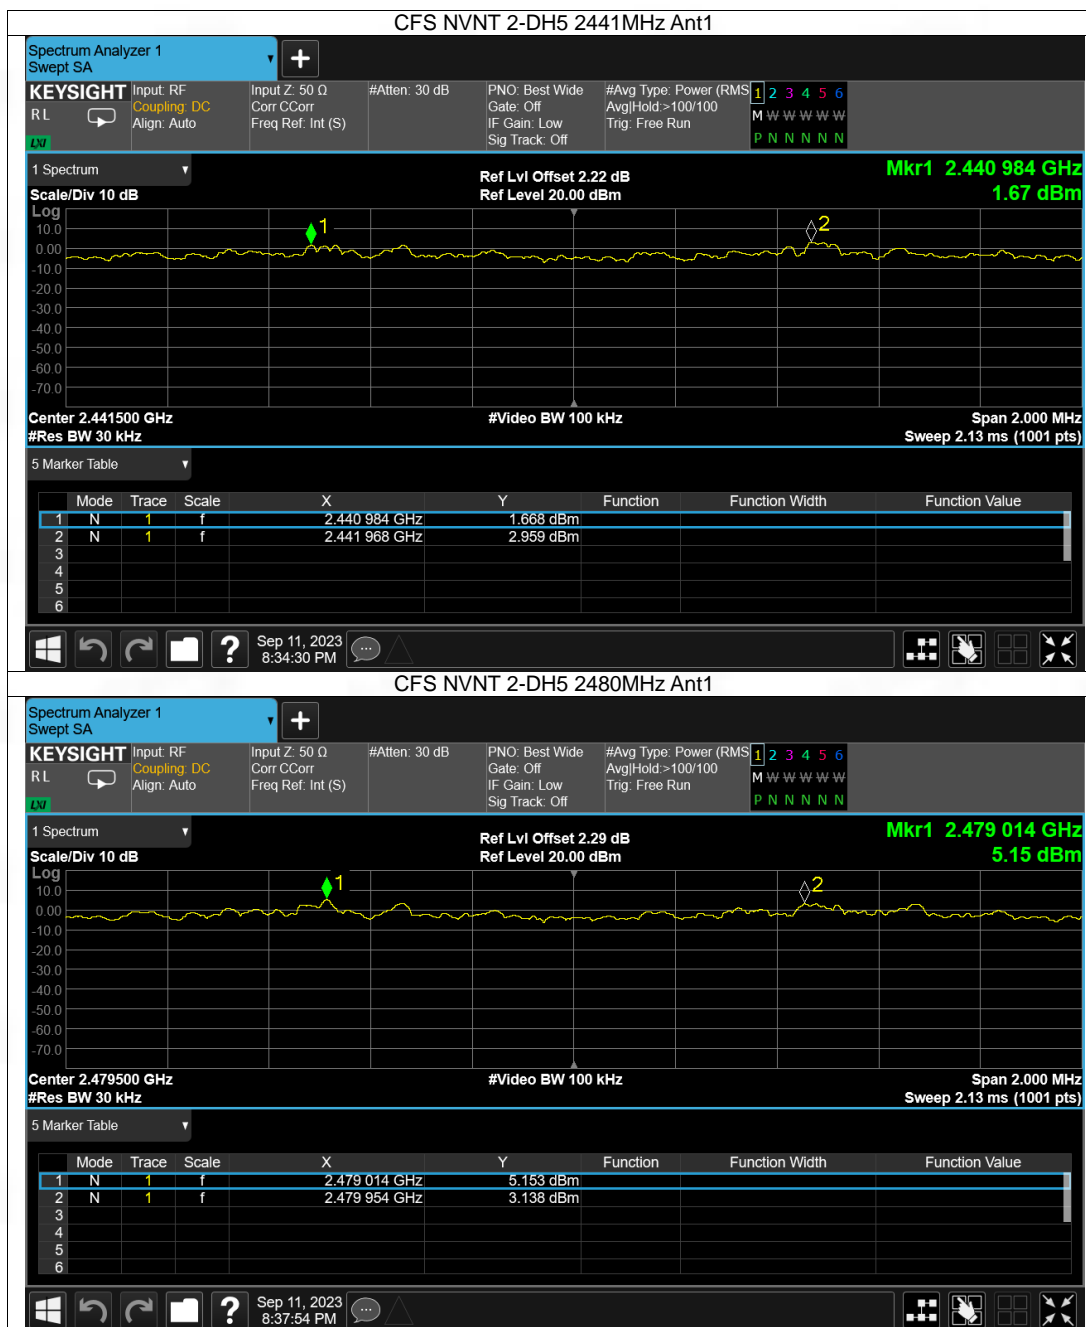 CFS NVNT 2-DH5 2441MHz Ant1
Spectrum Analyzer 1
Swept SA
KEYSIGHT Input: RF Input Z: 50 Ω #Atten: 30 dB PNO: Best Wide #Avg Type: Power (RMS 1 2 3 4 5 6
RL Coupling: DC Corr CCorr Gate: Off Avg|Hold:>100/100 M W W W W W
Align: Auto Freq Ref: Int (S) IF Gain: Low Trig: Free Run
LXI Sig Track: Off P N N N N N
1 Spectrum Ref Lvl Offset 2.22 dB Mkr1 2.440 984 GHz
Scale/Div 10 dB Ref Level 20.00 dBm 1.67 dBm
Log
1 2
10.0
0.00
-10.0
-20.0
-30.0
-40.0
-50.0
-60.0
-70.0
Center 2.441500 GHz #Video BW 100 kHz Span 2.000 MHz
#Res BW 30 kHz Sweep 2.13 ms (1001 pts)
5 Marker Table
Mode Trace Scale X Y Function Function Width Function Value
1 N 1 f 2.440 984 GHz 1.668 dBm
2 N 1 f 2.441 968 GHz 2.959 dBm
3
4
5
6
? Sep 11, 2023
8:34:30 PM
CFS NVNT 2-DH5 2480MHz Ant1
Spectrum Analyzer 1
Swept SA
KEYSIGHT Input: RF Input Z: 50 Ω #Atten: 30 dB PNO: Best Wide #Avg Type: Power (RMS 1 2 3 4 5 6
RL Coupling: DC Corr CCorr Gate: Off Avg|Hold:>100/100 M W W W W W
Align: Auto Freq Ref: Int (S) IF Gain: Low Trig: Free Run
LXI Sig Track: Off P N N N N N
1 Spectrum Ref Lvl Offset 2.29 dB Mkr1 2.479 014 GHz
Scale/Div 10 dB Ref Level 20.00 dBm 5.15 dBm
Log
1 2
10.0
0.00
-10.0
-20.0
-30.0
-40.0
-50.0
-60.0
-70.0
Center 2.479500 GHz #Video BW 100 kHz Span 2.000 MHz
#Res BW 30 kHz Sweep 2.13 ms (1001 pts)
5 Marker Table
Mode Trace Scale X Y Function Function Width Function Value
1 N 1 f 2.479 014 GHz 5.153 dBm
2 N 1 f 2.479 954 GHz 3.138 dBm
3
4
5
6
? Sep 11, 2023
8:37:54 PM